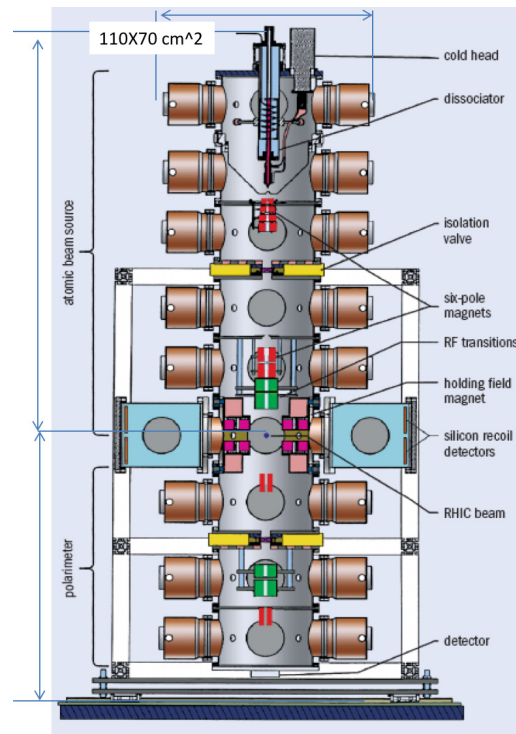 110X70 cm^2
cold head
dissociator
atomic beam source
isolation
valve
six-pole
magnets
RF transitions
holding field
magnet
silicon recoil
detectors
RHIC beam
polarimeter
detector